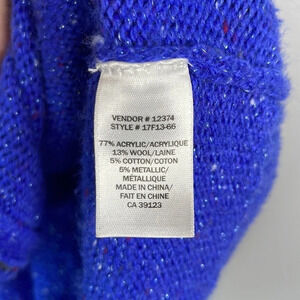 VENDOR # 12374
STYLE # 17F13-66
77% ACRYLIC/ACRYLIQUE
13% WOOL/LAINE
5% COTTON/COTON
5% METALLIC/
MÉTALLIQUE
MADE IN CHINA/
FAIT EN CHINE
CA 39123